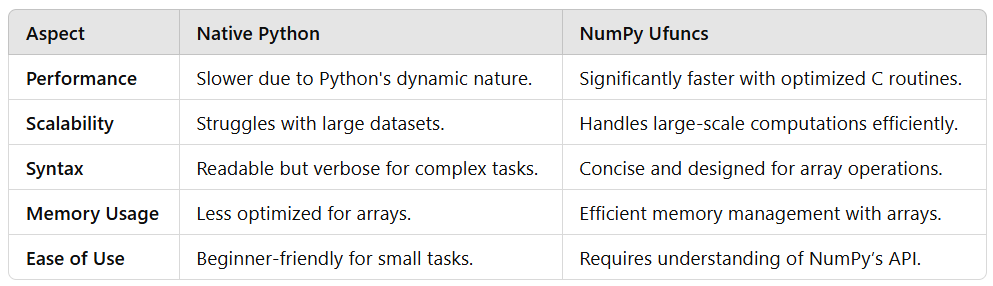 Aspect Native Python NumPy Ufuncs
Performance Slower due to Python's dynamic nature. Significantly faster with optimized C routines.
Scalability Struggles with large datasets. Handles large-scale computations efficiently.
Syntax Readable but verbose for complex tasks. Concise and designed for array operations.
Memory Usage Less optimized for arrays. Efficient memory management with arrays.
Ease of Use Beginner-friendly for small tasks. Requires understanding of NumPy’s API.